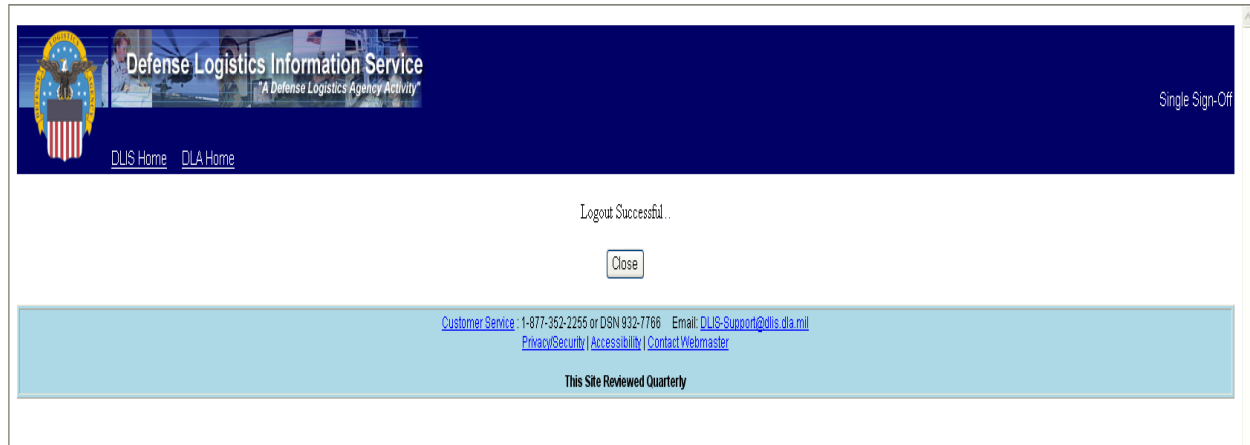 Defense Logistics Information Service
"A Defense Logistics Agency Activity"
Single Sign-Off
DLIS Home DLA Home
Logout Successful..
Close
Customer Service : 1-877-352-2255 or DSN 932-7766 Email: DLIS-Support@dlis.dla.mil
Privacy/Security | Accessibility | Contact Webmaster
This Site Reviewed Quarterly